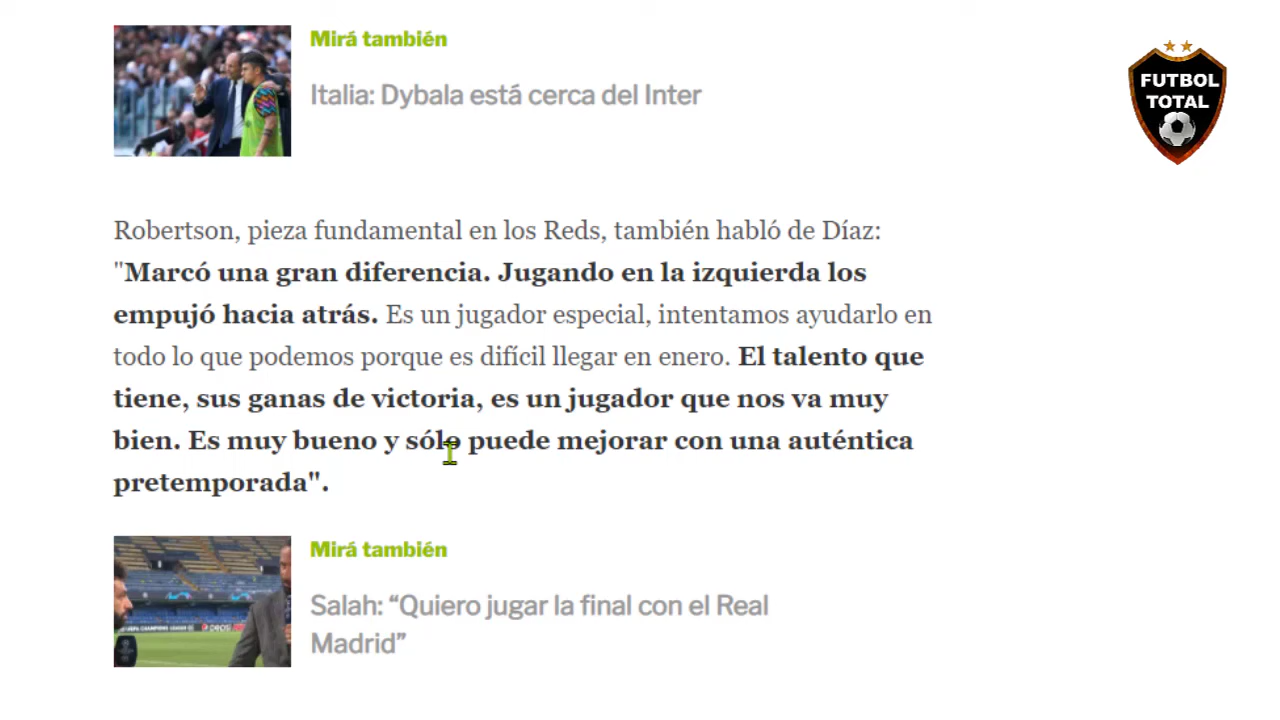 Mirá también
Italia: Dybala está cerca del Inter
FUTBOL
TOTAL
Robertson, pieza fundamental en los Reds, también habló de Díaz:
"Marcó una gran diferencia. Jugando en la izquierda los
empujó hacia atrás. Es un jugador especial, intentamos ayudarlo en
todo lo que podemos porque es difícil llegar en enero. El talento que
tiene, sus ganas de victoria, es un jugador que nos va muy
bien. Es muy bueno y sólo puede mejorar con una auténtica
pretemporada".
Mirá también
Salah: “Quiero jugar la final con el Real
Madrid”